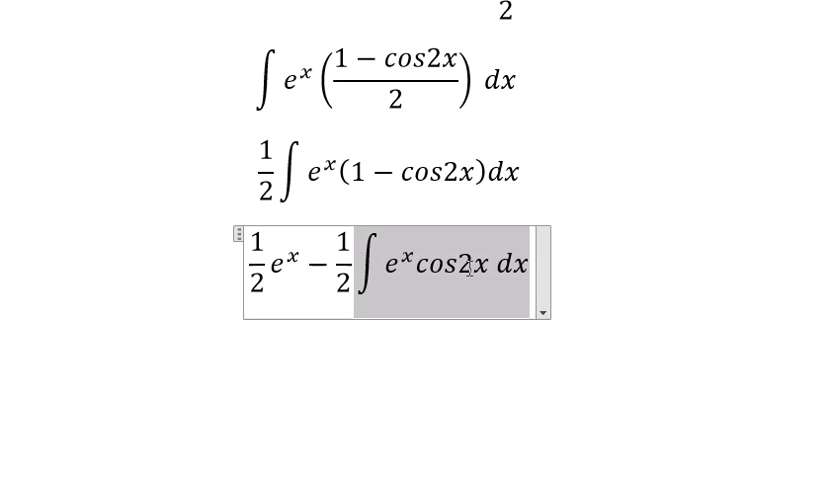 2
∫ eˣ ((1 − cos2x)/2) dx
1/2 ∫ eˣ(1 − cos2x)dx
1/2 eˣ − 1/2 ∫ eˣcos2x dx